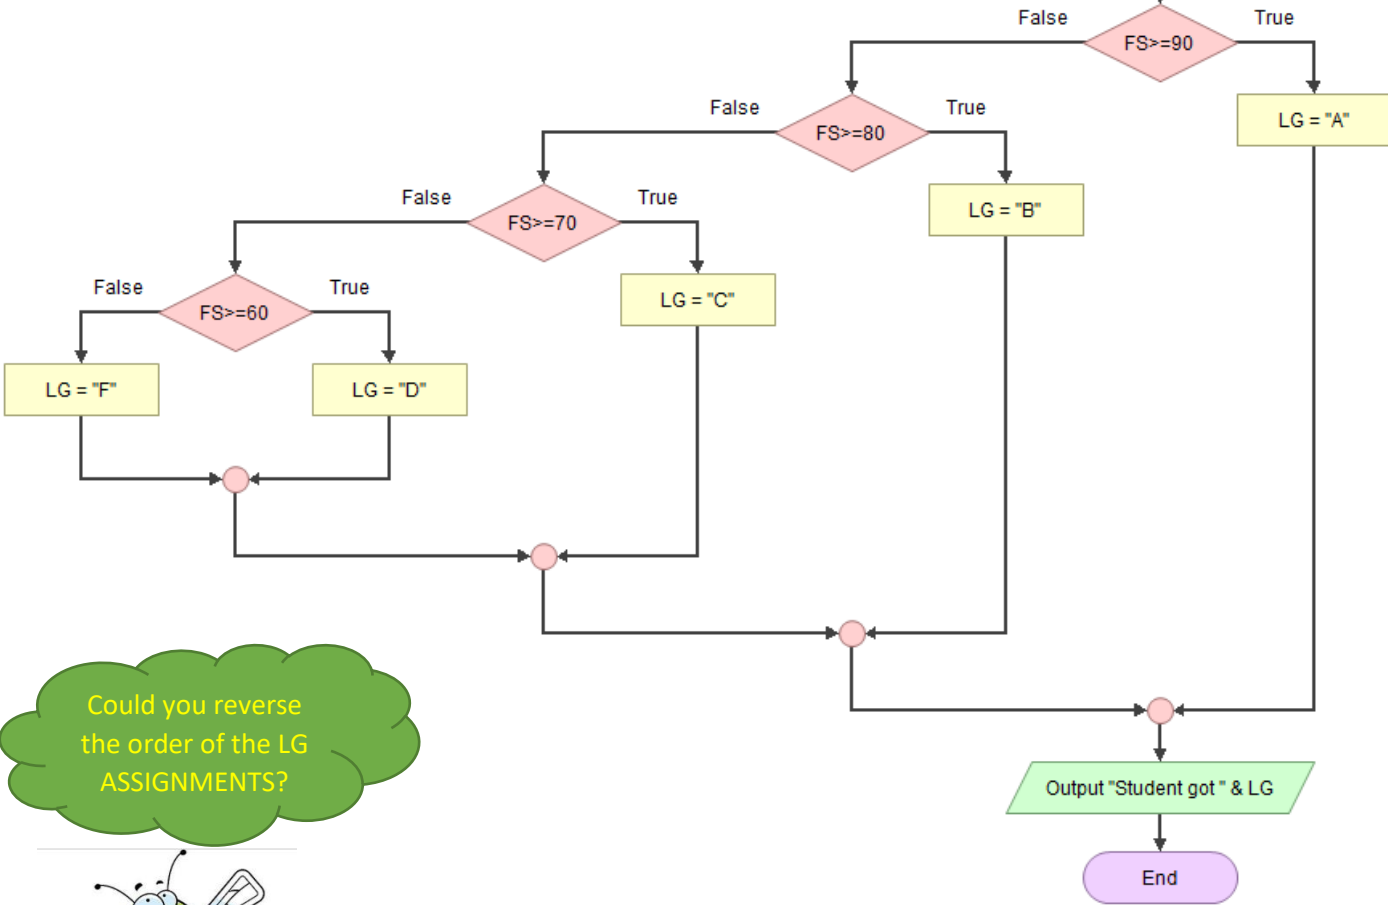 False
True
FS>=90
False
True
LG = "A"
FS>=80
False
True
LG = "B"
FS>=70
False
True
LG = "C"
FS>=60
LG = "F"
LG = "D"
Could you reverse
the order of the LG
ASSIGNMENTS?
Output "Student got " & LG
End